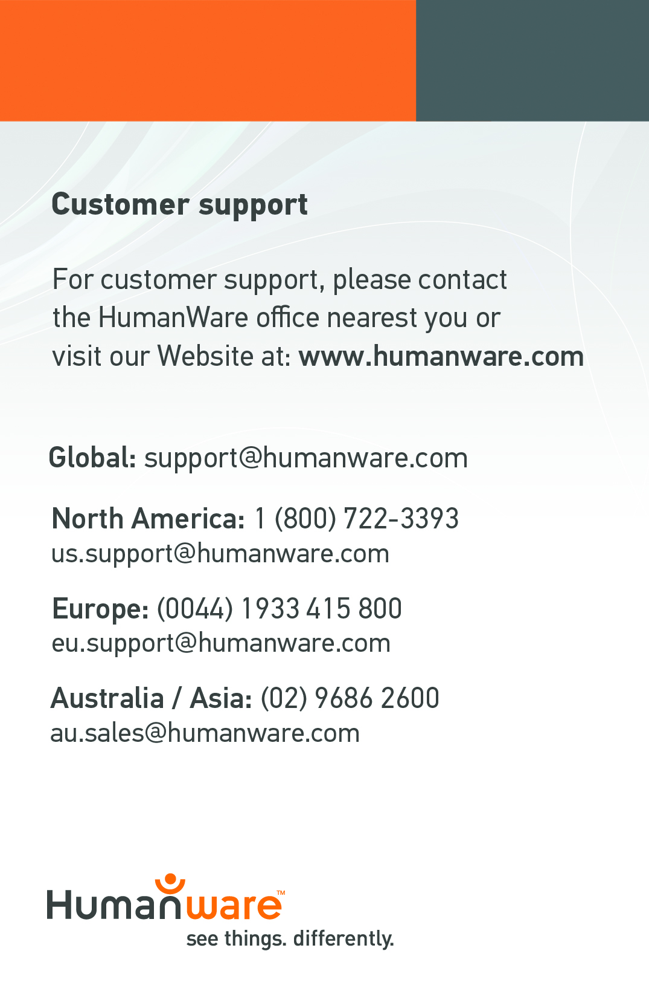 Customer support
For customer support, please contact
the HumanWare office nearest you or
visit our Website at: www.humanware.com
Global: support@humanware.com
North America: 1 (800) 722-3393
us.support@humanware.com
Europe: (0044) 1933 415 800
eu.support@humanware.com
Australia / Asia: (02) 9686 2600
au.sales@humanware.com
Humanware™
see things. differently.